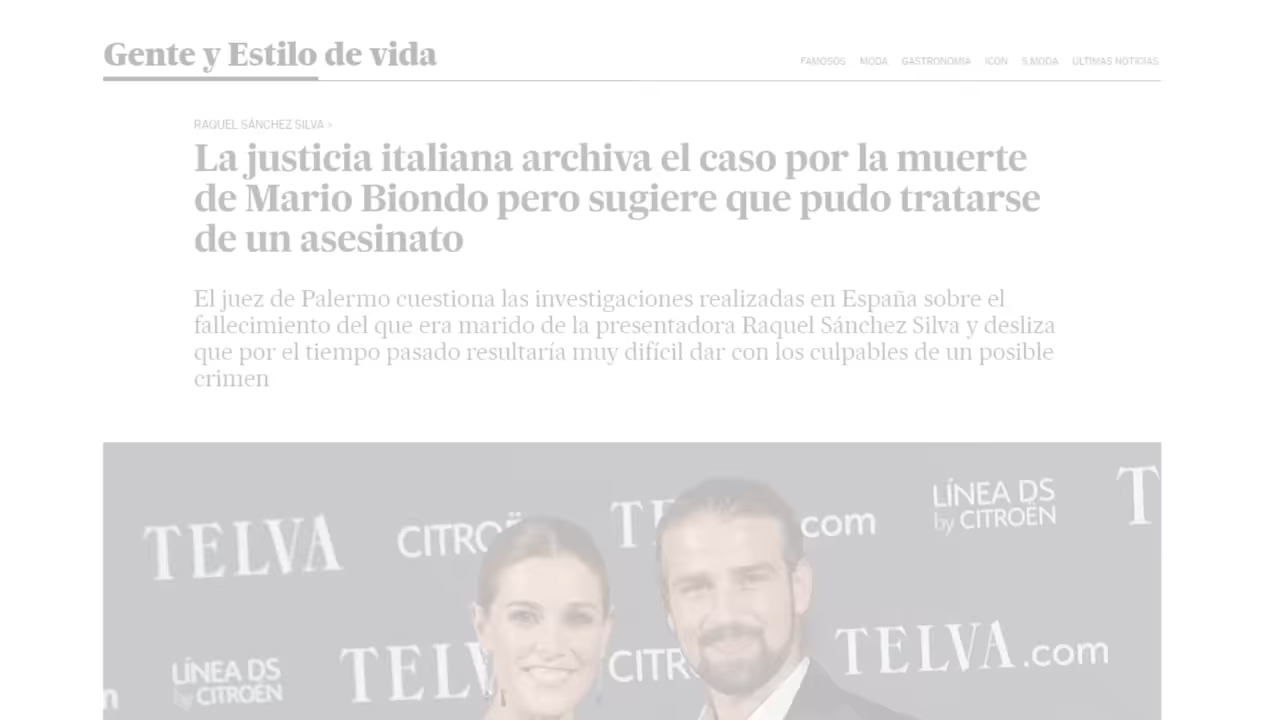 Gente y Estilo de vida
FAMOSOS MODA GASTRONOMÍA ICON S.MODA ÚLTIMAS NOTICIAS
RAQUEL SÁNCHEZ SILVA >
La justicia italiana archiva el caso por la muerte
de Mario Biondo pero sugiere que pudo tratarse
de un asesinato
El juez de Palermo cuestiona las investigaciones realizadas en España sobre el
fallecimiento del que era marido de la presentadora Raquel Sánchez Silva y desliza
que por el tiempo pasado resultaría muy difícil dar con los culpables de un posible
crimen
TELVA
CITROË
TE
.com
LÍNEA DS
by CITROËN
T
LÍNEA DS
by CITROËN
TELV
CITR
TELVA.com
n